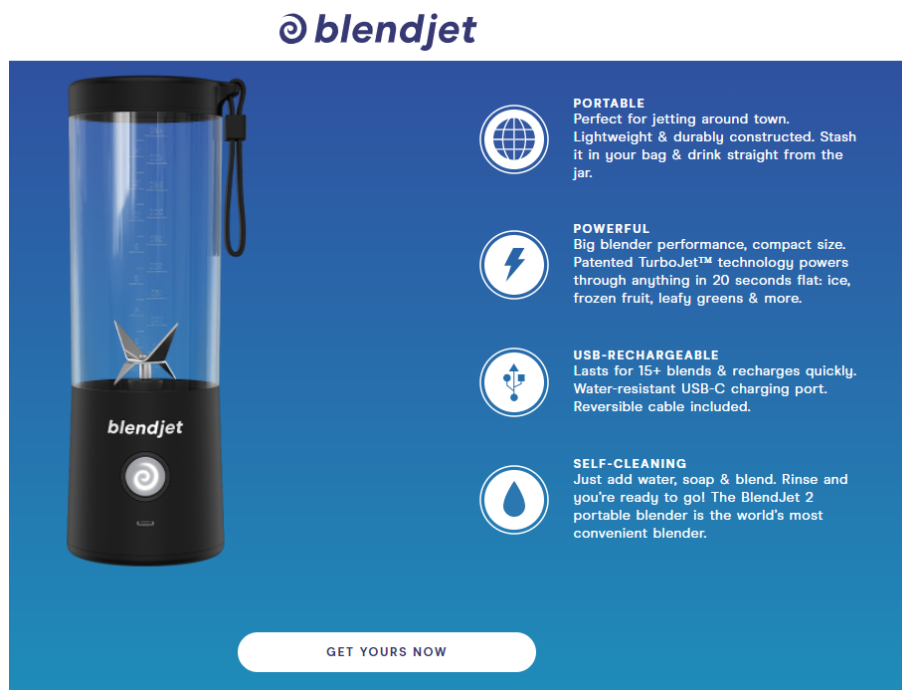 blendjet
PORTABLE
Perfect for jetting around town.
Lightweight & durably constructed. Stash
it in your bag & drink straight from the
jar.
POWERFUL
Big blender performance, compact size.
Patented TurboJet™ technology powers
through anything in 20 seconds flat: ice,
frozen fruit, leafy greens & more.
USB-RECHARGEABLE
Lasts for 15+ blends & recharges quickly.
Water-resistant USB-C charging port.
Reversible cable included.
SELF-CLEANING
Just add water, soap & blend. Rinse and
you're ready to go! The BlendJet 2
portable blender is the world's most
convenient blender.
blendjet
GET YOURS NOW